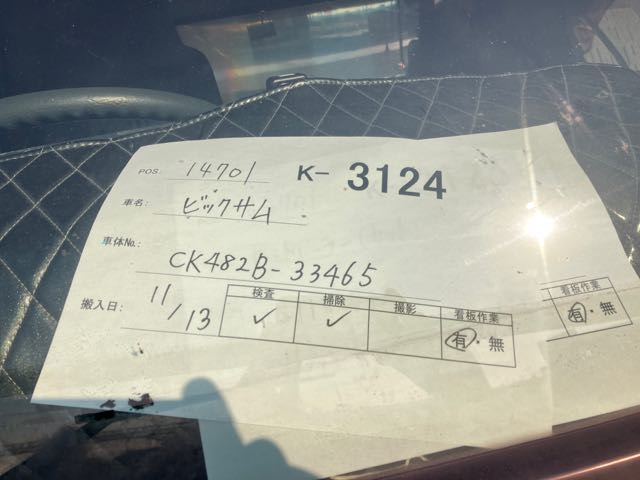 POS: 14701 K- 3124
車名: ビックサム
車体No.: CK482B-33465
搬入日: 11/13
検査 掃除 撮影 看板作業
✓ ✓ 有・無
看板作業
有・無